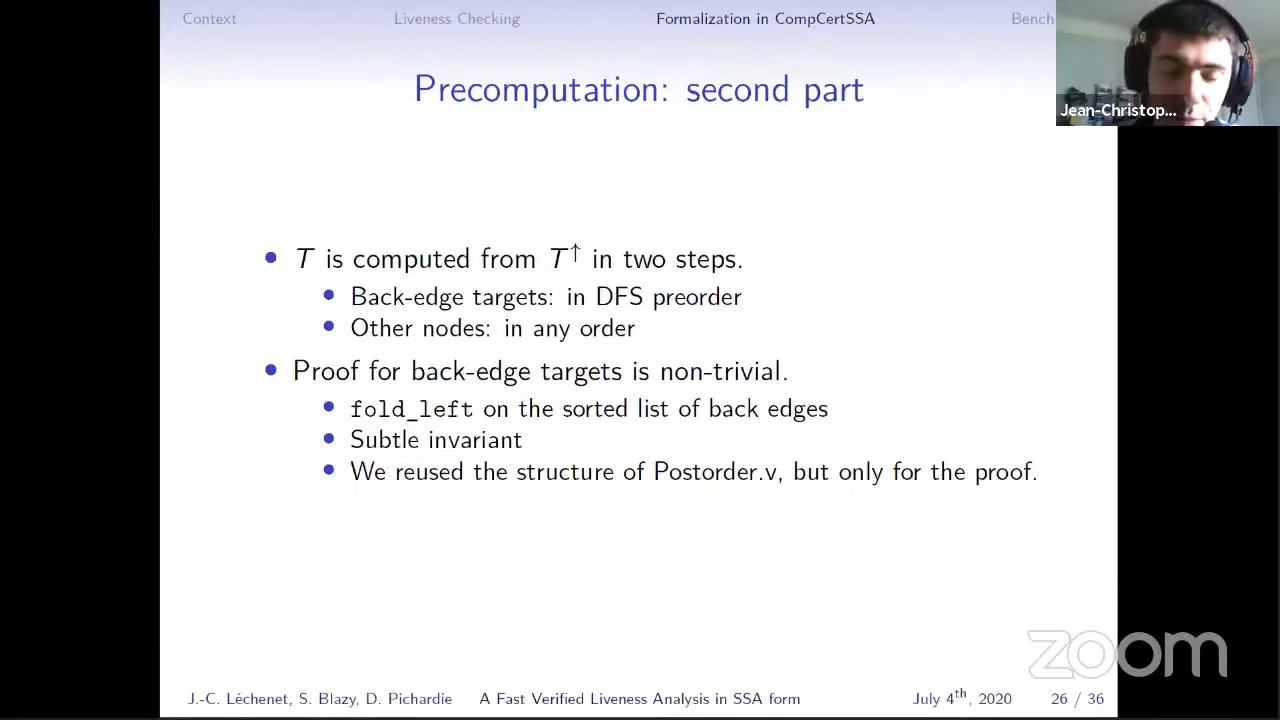 Context Liveness Checking Formalization in CompCertSSA Bench
Precomputation: second part
Jean-Christop...
• T is computed from T↑ in two steps.
• Back-edge targets: in DFS preorder
• Other nodes: in any order
• Proof for back-edge targets is non-trivial.
• fold_left on the sorted list of back edges
• Subtle invariant
• We reused the structure of Postorder.v, but only for the proof.
zoom
J.-C. Léchenet, S. Blazy, D. Pichardie A Fast Verified Liveness Analysis in SSA form July 4th, 2020 26 / 36